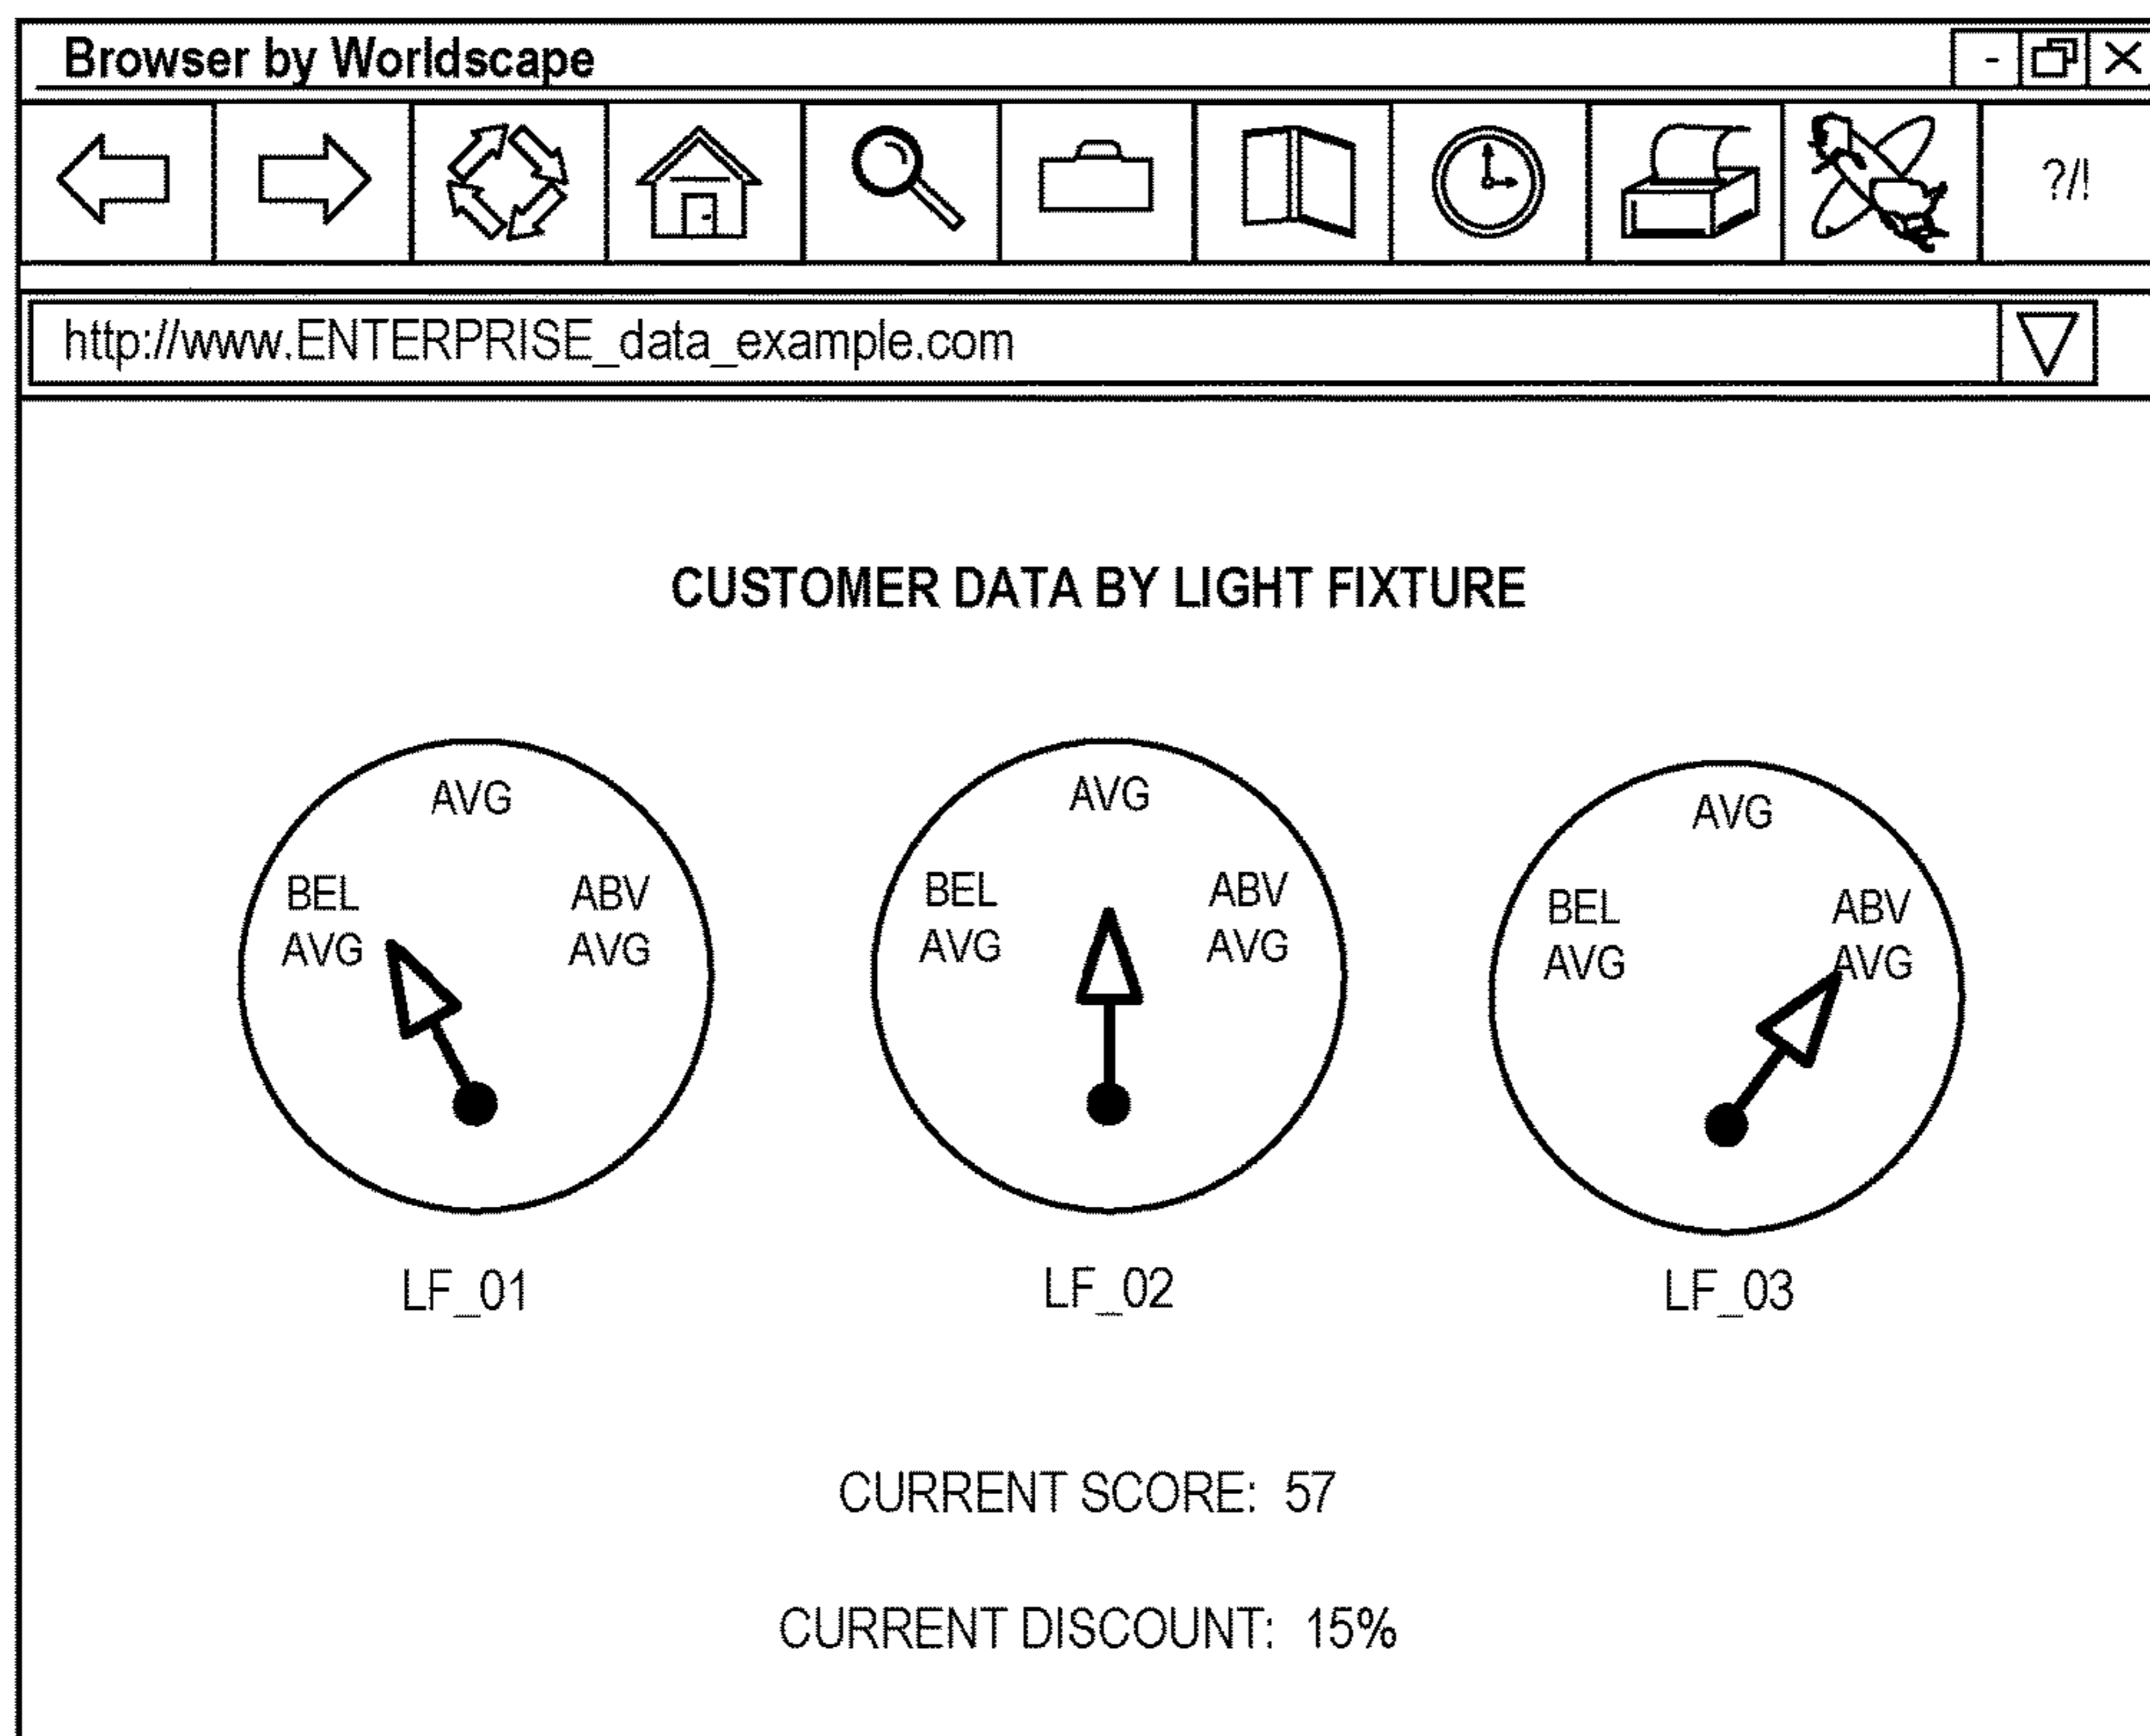 Browser by Worldscape
?/!
http://www.ENTERPRISE_data_example.com
CUSTOMER DATA BY LIGHT FIXTURE
AVG
BEL
AVG
ABV
AVG
LF_01
AVG
BEL
AVG
ABV
AVG
LF_02
AVG
BEL
AVG
ABV
AVG
LF_03
CURRENT SCORE: 57
CURRENT DISCOUNT: 15%